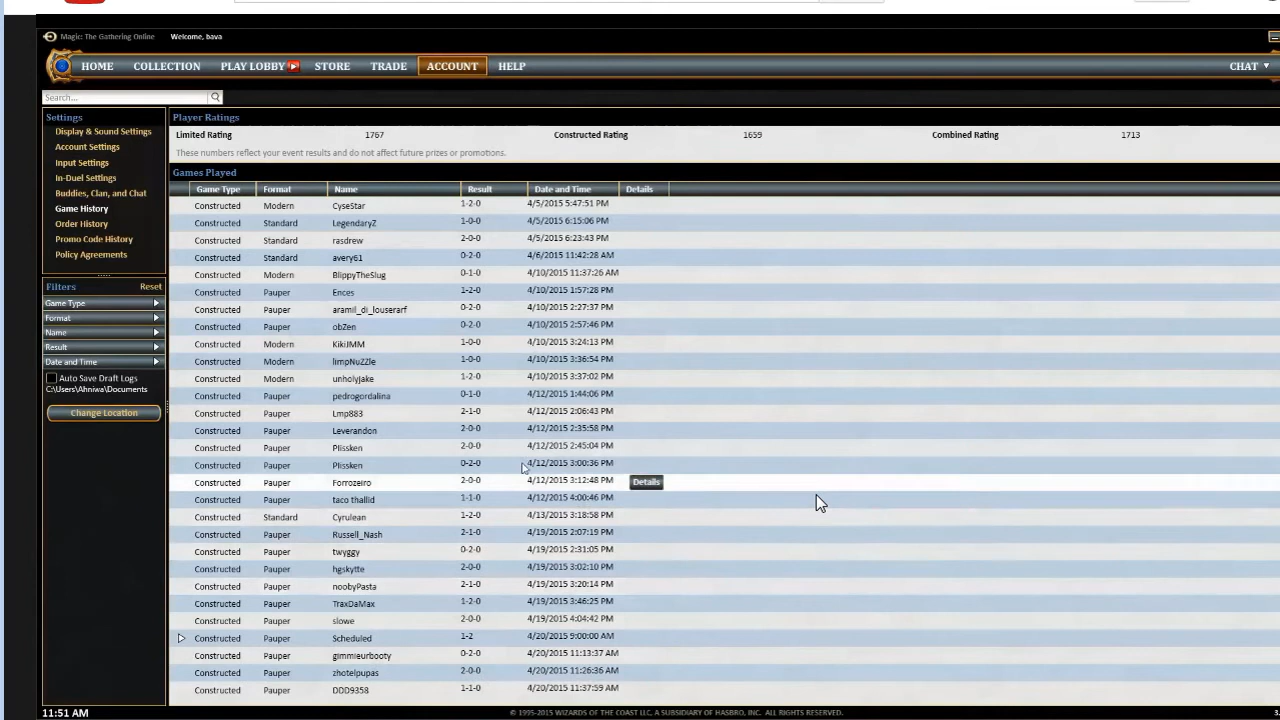 Magic: The Gathering Online Welcome, bava
HOME COLLECTION PLAY LOBBY STORE TRADE ACCOUNT HELP CHAT
Search...
Settings
Display & Sound Settings
Account Settings
Input Settings
In-Duel Settings
Buddies, Clan, and Chat
Game History
Order History
Promo Code History
Policy Agreements
Filters Reset
Game Type
Format
Name
Result
Date and Time
Auto Save Draft Logs
C:\Users\Ahniwa\Documents
Change Location
Player Ratings
Limited Rating 1767 Constructed Rating 1659 Combined Rating 1713
These numbers reflect your event results and do not affect future prizes or promotions.
Games Played
Game Type Format Name Result Date and Time Details
Constructed Modern CyseStar 1-2-0 4/5/2015 5:47:51 PM
Constructed Standard LegendaryZ 1-0-0 4/5/2015 6:15:06 PM
Constructed Standard rasdrew 2-0-0 4/5/2015 6:23:43 PM
Constructed Standard avery61 0-2-0 4/6/2015 11:42:28 AM
Constructed Modern BlippyTheSlug 0-1-0 4/10/2015 11:37:26 AM
Constructed Pauper Ences 1-2-0 4/10/2015 1:57:28 PM
Constructed Pauper aramil_di_louserarf 0-2-0 4/10/2015 2:27:37 PM
Constructed Pauper obZen 0-2-0 4/10/2015 2:57:46 PM
Constructed Modern KikiJMM 1-0-0 4/10/2015 3:24:13 PM
Constructed Modern limpNuZZle 1-0-0 4/10/2015 3:36:54 PM
Constructed Modern unholyjake 1-2-0 4/10/2015 3:37:02 PM
Constructed Pauper pedrogordalina 0-1-0 4/12/2015 1:44:06 PM
Constructed Pauper Lmp883 2-1-0 4/12/2015 2:06:43 PM
Constructed Pauper Leverandon 2-0-0 4/12/2015 2:35:58 PM
Constructed Pauper Plissken 2-0-0 4/12/2015 2:45:04 PM
Constructed Pauper Plissken 0-2-0 4/12/2015 3:00:36 PM
Constructed Pauper Forrozeiro 2-0-0 4/12/2015 3:12:48 PM Details
Constructed Pauper taco thallid 1-1-0 4/12/2015 4:00:46 PM
Constructed Standard Cyrulean 1-2-0 4/13/2015 3:18:58 PM
Constructed Pauper Russell_Nash 2-1-0 4/19/2015 2:07:19 PM
Constructed Pauper twyggy 0-2-0 4/19/2015 2:31:05 PM
Constructed Pauper hgskytte 2-0-0 4/19/2015 3:02:10 PM
Constructed Pauper noobyPasta 2-1-0 4/19/2015 3:20:14 PM
Constructed Pauper TraxDaMax 1-2-0 4/19/2015 3:46:25 PM
Constructed Pauper slowe 2-0-0 4/19/2015 4:04:42 PM
Constructed Pauper Scheduled 1-2 4/20/2015 9:00:00 AM
Constructed Pauper gimmieurbooty 0-2-0 4/20/2015 11:13:37 AM
Constructed Pauper zhotelpupas 2-0-0 4/20/2015 11:26:36 AM
Constructed Pauper DDD9358 1-1-0 4/20/2015 11:37:59 AM
11:51 AM © 1995-2015 WIZARDS OF THE COAST LLC, A SUBSIDIARY OF HASBRO, INC. ALL RIGHTS RESERVED. 3.